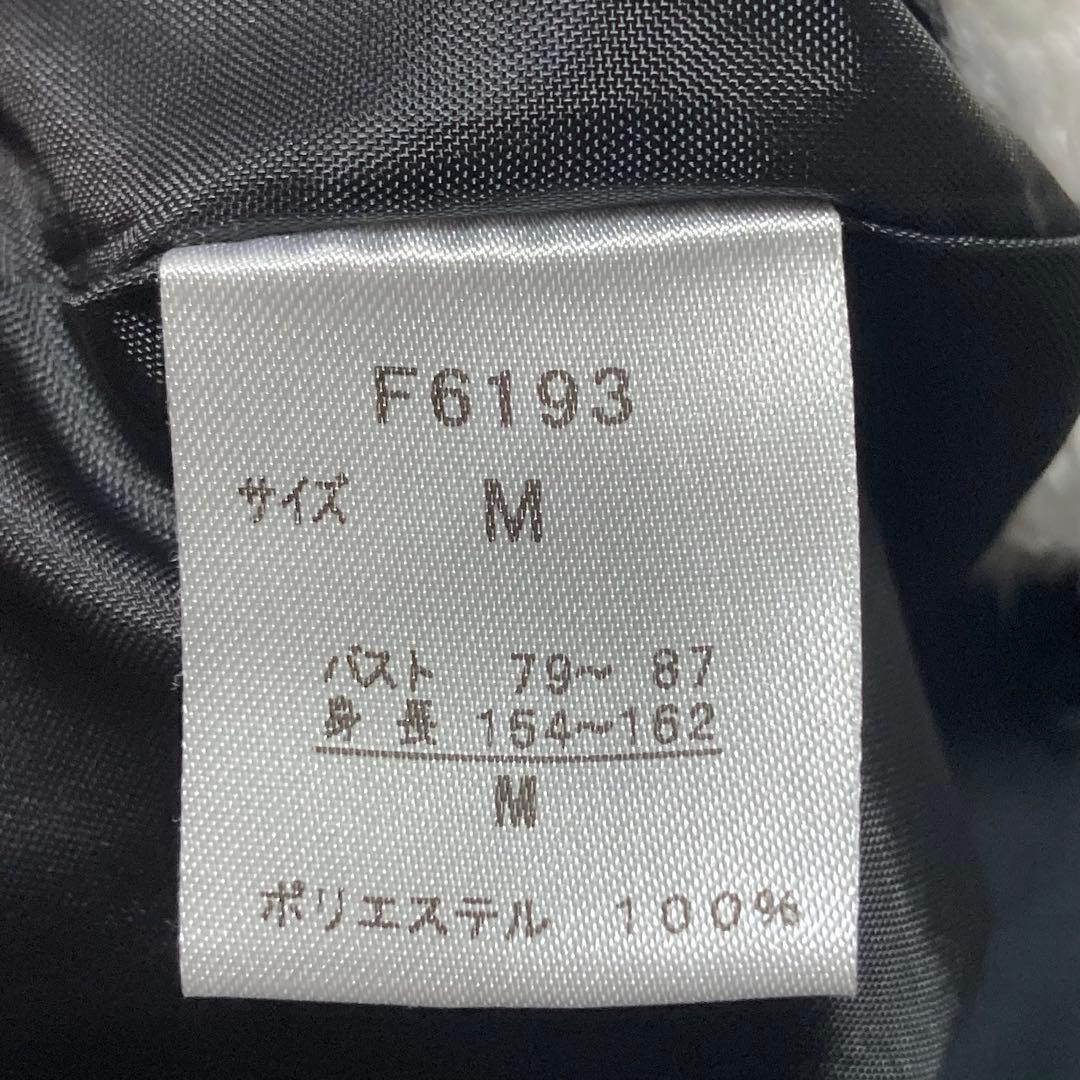 F6193
サイズ M
バスト 79〜 87
身 長 154〜162
M
ポリエステル 100%